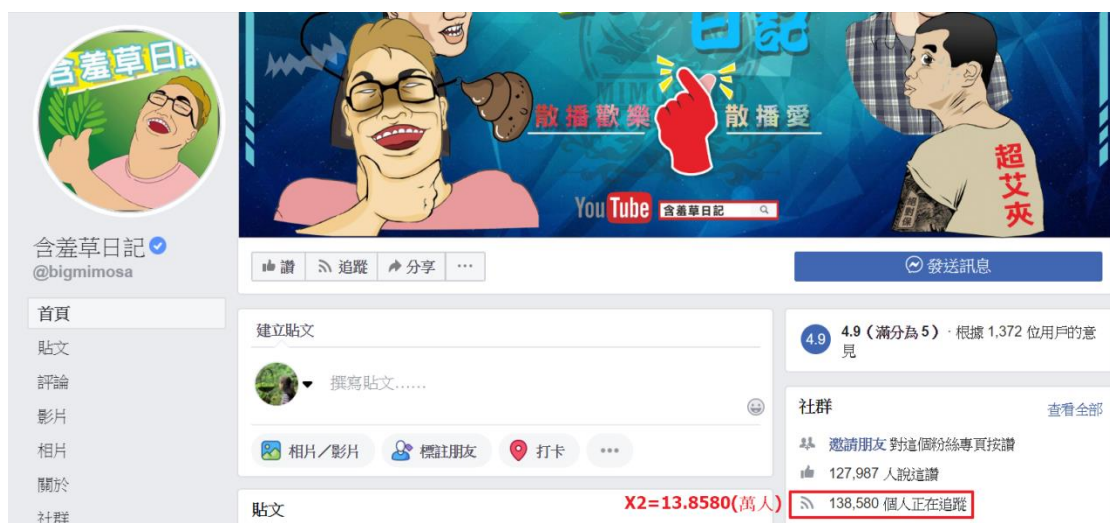 含羞草日記
日記
散播歡樂 散播愛
超艾夾
YouTube 含羞草日記
含羞草日記
@bigmimosa
讚 追蹤 分享 ...
發送訊息
首頁
貼文
評論
影片
相片
關於
社群
建立貼文
撰寫貼文……
相片/影片 標註朋友 打卡 ...
貼文
4.9 4.9(滿分為 5)· 根據 1,372 位用戶的意
見
社群 查看全部
邀請朋友 對這個粉絲專頁按讚
127,987 人說這讚
X2=13.8580(萬人) 138,580 個人正在追蹤